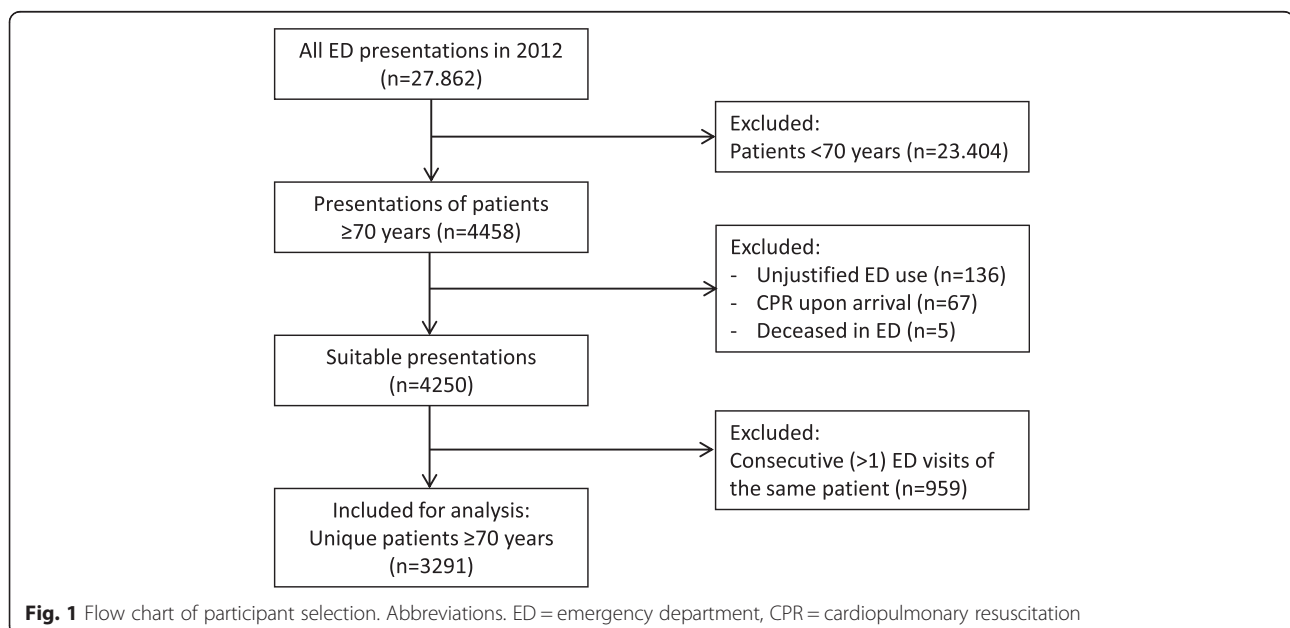 All ED presentations in 2012
(n=27.862)
Excluded:
Patients <70 years (n=23.404)
Presentations of patients
≥70 years (n=4458)
Excluded:
- Unjustified ED use (n=136)
- CPR upon arrival (n=67)
- Deceased in ED (n=5)
Suitable presentations
(n=4250)
Excluded:
Consecutive (>1) ED visits of
the same patient (n=959)
Included for analysis:
Unique patients ≥70 years
(n=3291)
Fig. 1 Flow chart of participant selection. Abbreviations. ED = emergency department, CPR = cardiopulmonary resuscitation